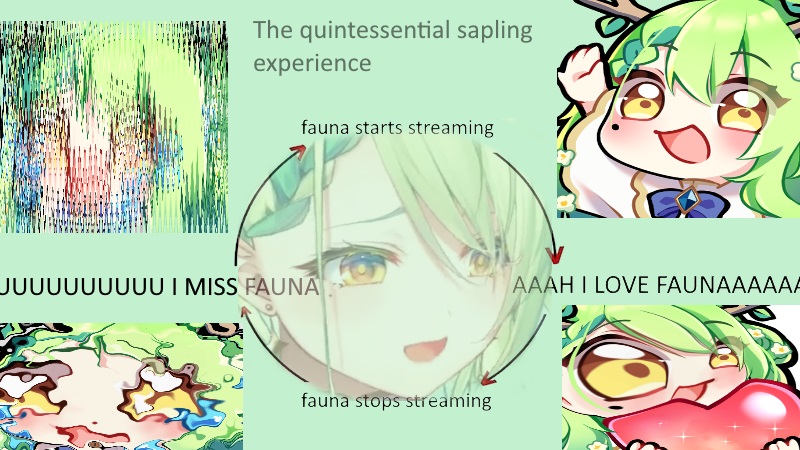 The quintessential sapling
experience
fauna starts streaming
UUUUUUUUUUU I MISS FAUNA
AAAH I LOVE FAUNAAAAAA
fauna stops streaming